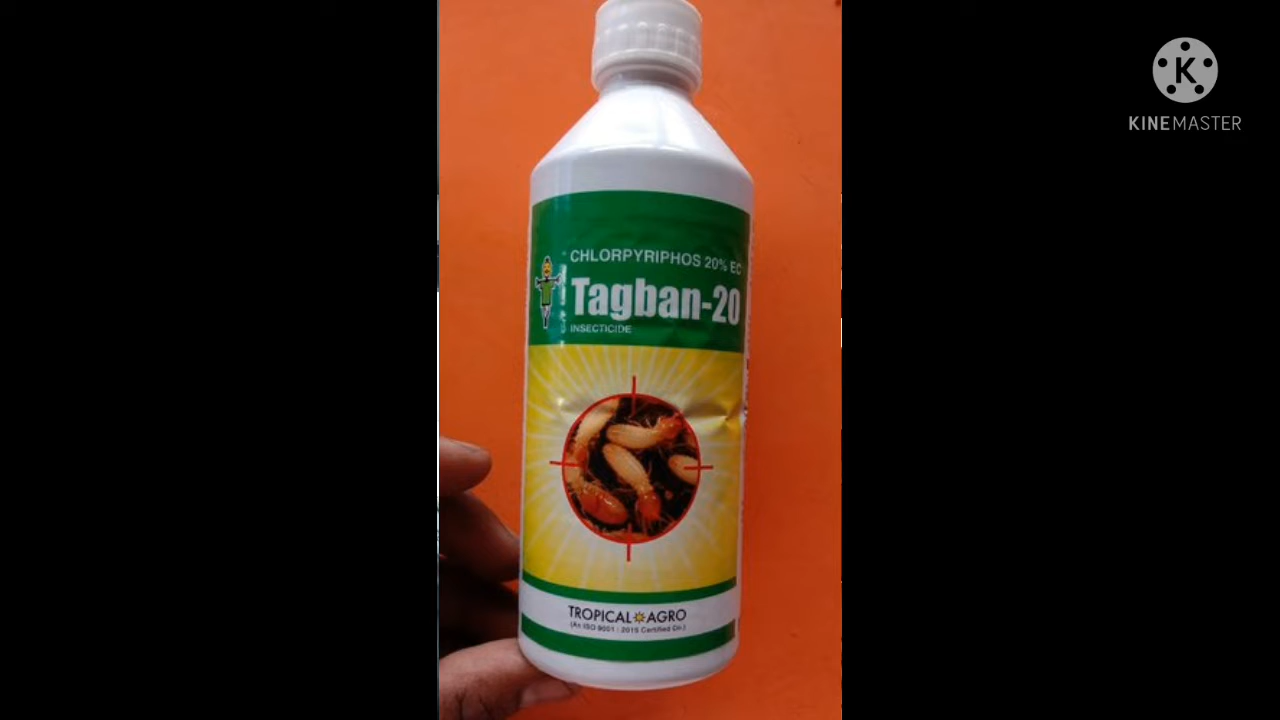 CHLORPYRIPHOS 20% EC
Tagban-20
INSECTICIDE
TROPICAL AGRO
(An ISO 9001 : 2015 Certified Co.)
K
KINEMASTER